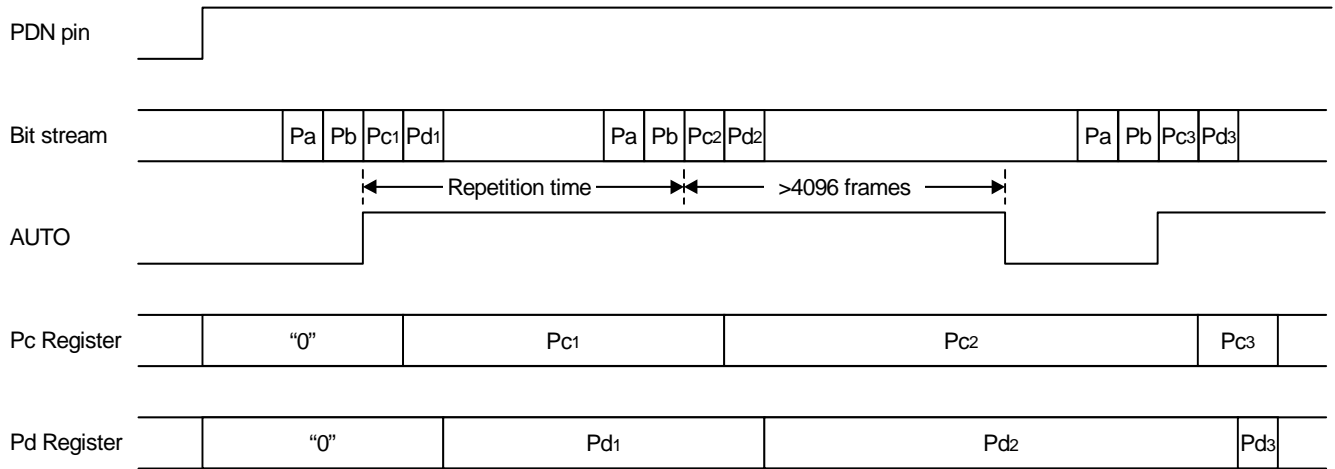 PDN pin
Bit stream Pa Pb Pc1 Pd1 Pa Pb Pc2 Pd2 Pa Pb Pc3 Pd3
Repetition time >4096 frames
AUTO
Pc Register “0” Pc1 Pc2 Pc3
Pd Register “0” Pd1 Pd2 Pd3